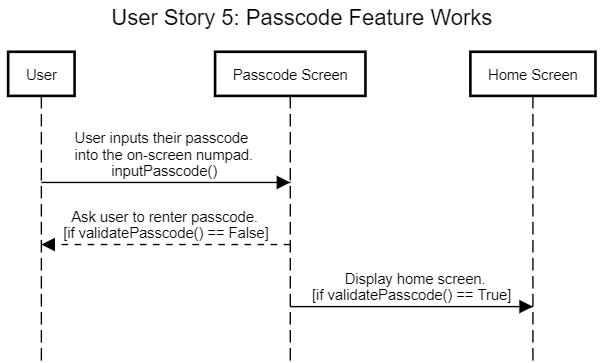 User Story 5: Passcode Feature Works
User
Passcode Screen
Home Screen
User inputs their passcode
into the on-screen numpad.
inputPasscode()
Ask user to renter passcode.
[if validatePasscode() == False]
Display home screen.
[if validatePasscode() == True]